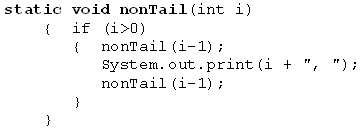 static void nonTail(int i)
{ if (i>0)
{ nonTail(i-1);
System.out.print(i + ", ");
nonTail(i-1);
}
}